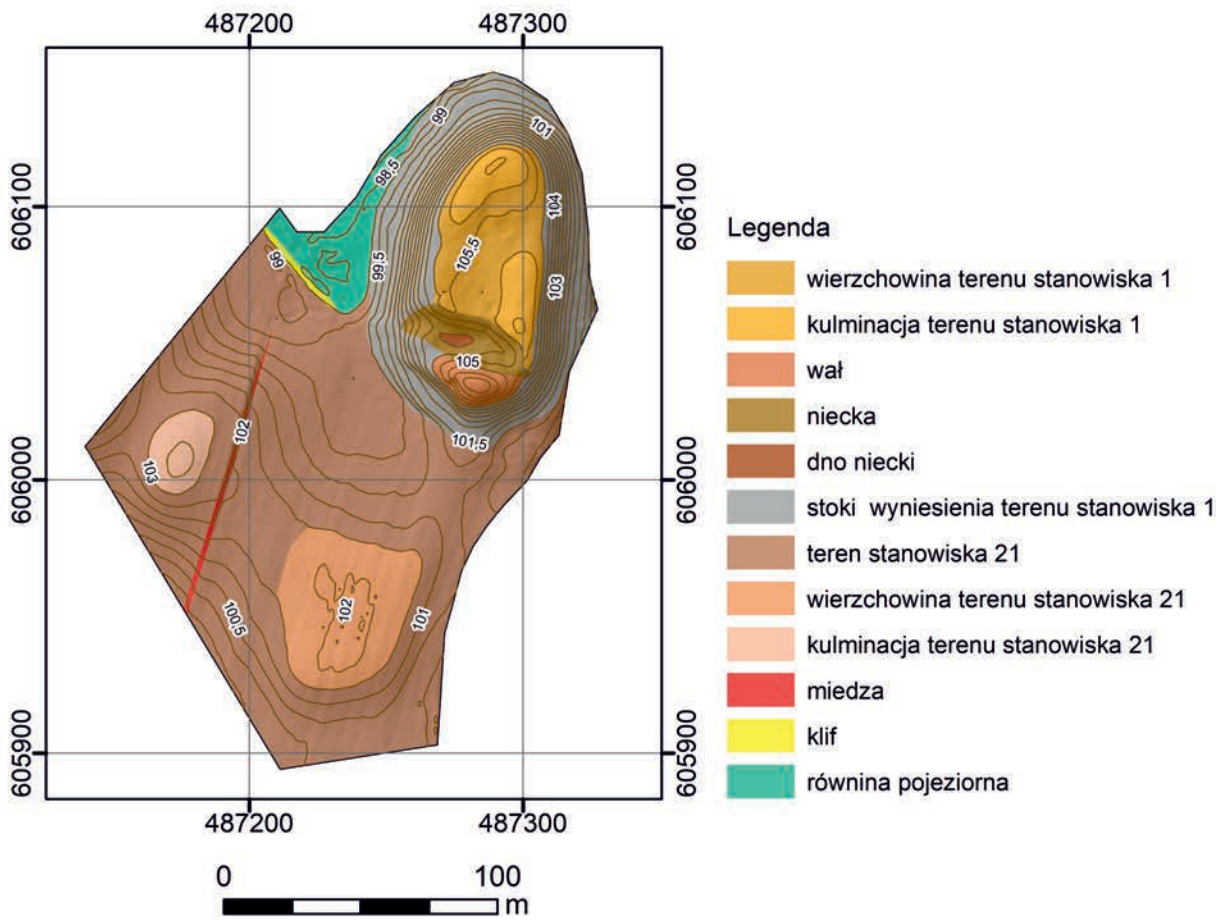 487200 487300
606100
606000
605900
606100
606000
605900
99
101
98,5
104
99
99,5
105,5
103
105
102
101,5
103
102
101
100,5
487200 487300
0 100
m
Legenda
wierzchowina terenu stanowiska 1
kulminacja terenu stanowiska 1
wał
niecka
dno niecki
stoki wyniesienia terenu stanowiska 1
teren stanowiska 21
wierzchowina terenu stanowiska 21
kulminacja terenu stanowiska 21
miedza
klif
równina pojeziorna